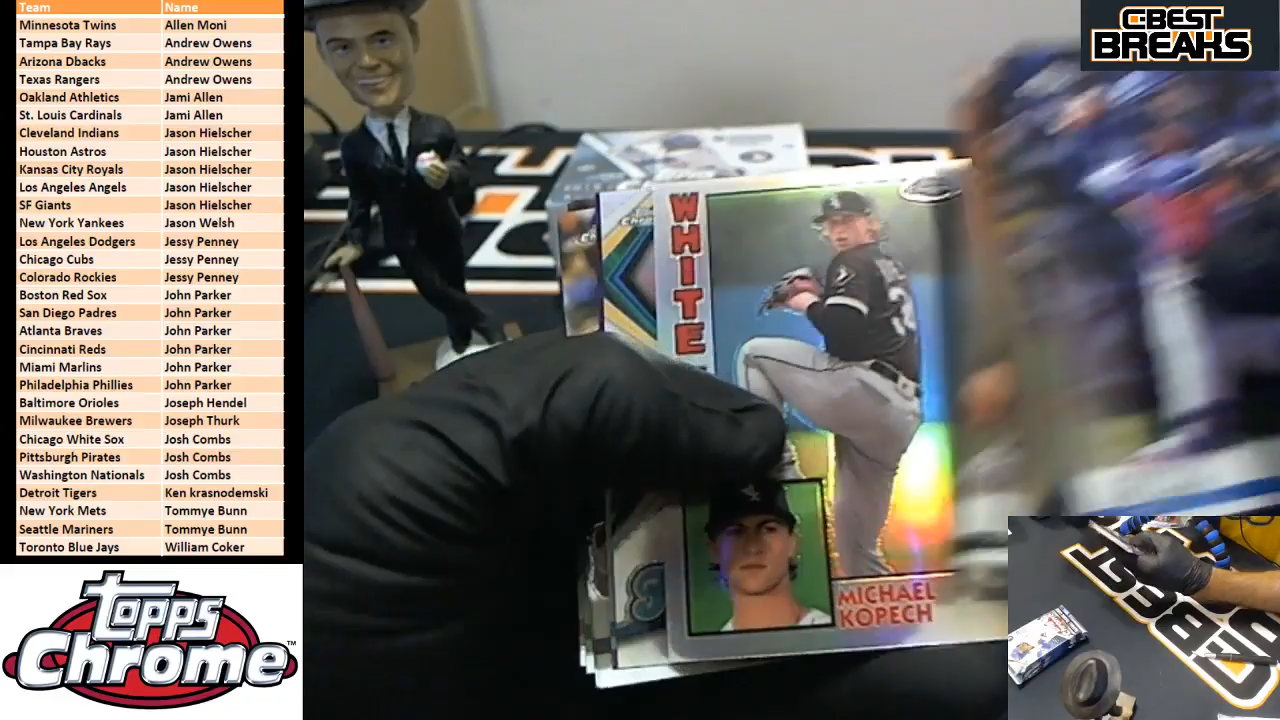 Team Name
Minnesota Twins Allen Moni
Tampa Bay Rays Andrew Owens
Arizona Dbacks Andrew Owens
Texas Rangers Andrew Owens
Oakland Athletics Jami Allen
St. Louis Cardinals Jami Allen
Cleveland Indians Jason Hielscher
Houston Astros Jason Hielscher
Kansas City Royals Jason Hielscher
Los Angeles Angels Jason Hielscher
SF Giants Jason Hielscher
New York Yankees Jason Welsh
Los Angeles Dodgers Jessy Penney
Chicago Cubs Jessy Penney
Colorado Rockies Jessy Penney
Boston Red Sox John Parker
San Diego Padres John Parker
Atlanta Braves John Parker
Cincinnati Reds John Parker
Miami Marlins John Parker
Philadelphia Phillies John Parker
Baltimore Orioles Joseph Hendel
Milwaukee Brewers Joseph Thurk
Chicago White Sox Josh Combs
Pittsburgh Pirates Josh Combs
Washington Nationals Josh Combs
Detroit Tigers Ken krasnodemski
New York Mets Tommye Bunn
Seattle Mariners Tommye Bunn
Toronto Blue Jays William Coker
topps
Chrome™
C-BEST
BREAKS
WHITE
MICHAEL
KOPECH